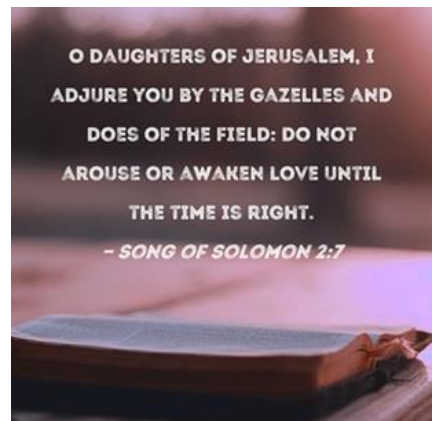 O DAUGHTERS OF JERUSALEM, I
ADJURE YOU BY THE GAZELLES AND
DOES OF THE FIELD: DO NOT
AROUSE OR AWAKEN LOVE UNTIL
THE TIME IS RIGHT.
– SONG OF SOLOMON 2:7